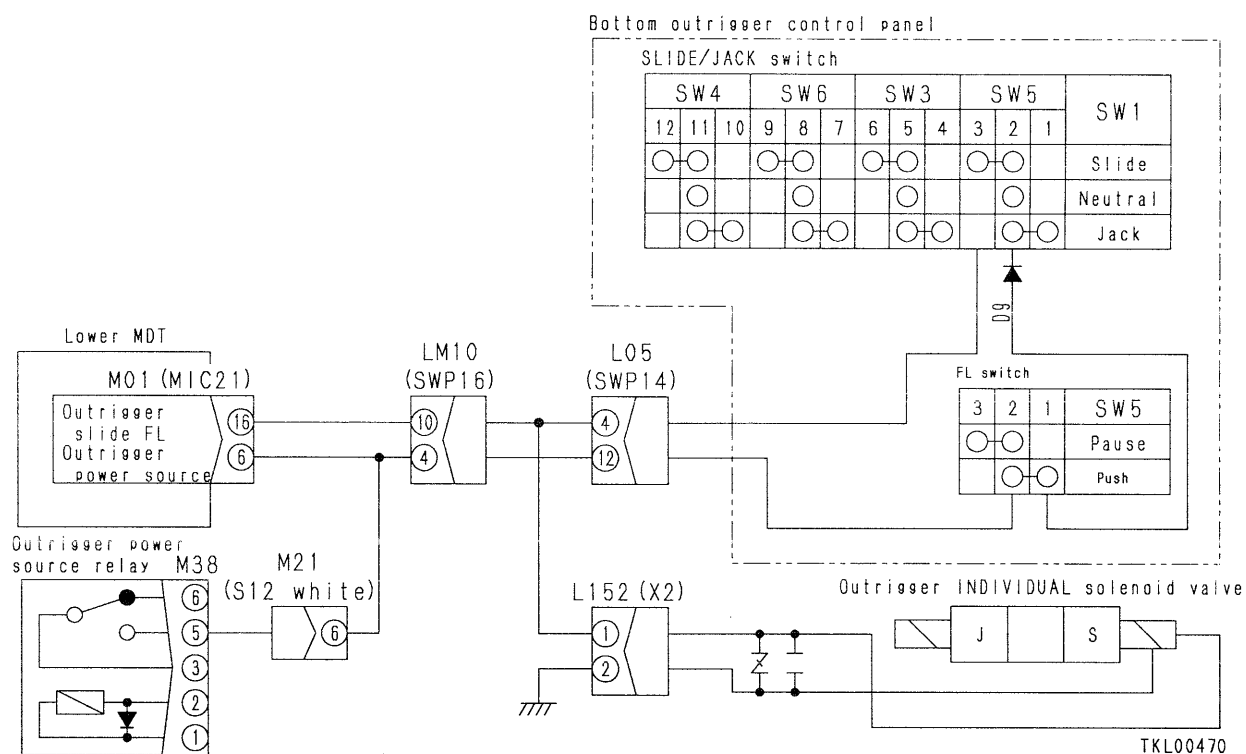 Bottom outrigger control panel
SLIDE/JACK switch
SW4 SW6 SW3 SW5 SW1
12 11 10 9 8 7 6 5 4 3 2 1
Slide
Neutral
Jack
D9
FL switch
3 2 1 SW5
Pause
Push
Lower MDT
M01 (MIC21)
Outrigger
slide FL
16
Outrigger
power source
6
LM10
(SWP16)
10
4
L05
(SWP14)
4
12
Outrigger power
source relay M38
6
5
3
2
1
M21
(S12 white)
6
L152 (X2)
1
2
Outrigger INDIVIDUAL solenoid valve
J S
TKL00470